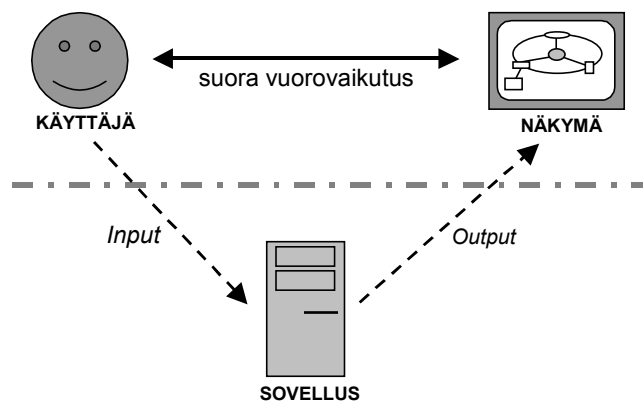 suora vuorovaikutus
KÄYTTÄJÄ
NÄKYMÄ
Input
Output
SOVELLUS